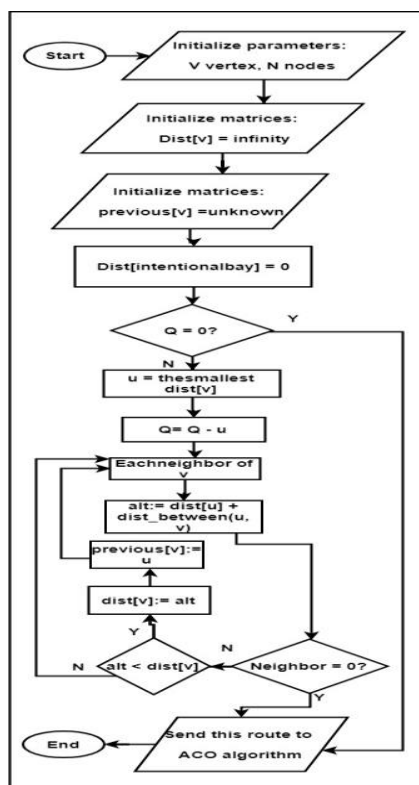 Start
Initialize parameters:
V vertex, N nodes
Initialize matrices:
Dist[v] = infinity
Initialize matrices:
previous[v] =unknown
Dist[intentionalbay] = 0
Q = 0?
Y
N
u = thesmallest
dist[v]
Q= Q - u
Eachneighbor of
v
alt:= dist[u] +
dist_between(u,
v)
previous[v]:=
u
dist[v]:= alt
Y
N
alt < dist[v]
N
Neighbor = 0?
Y
Send this route to
ACO algorithm
End